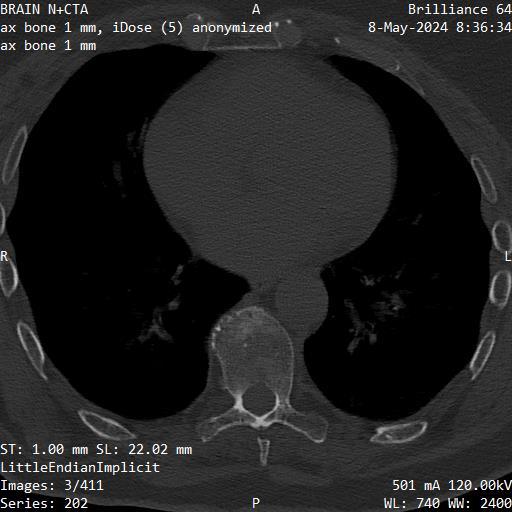 BRAIN N+CTA
ax bone 1 mm, iDose (5) anonymized
ax bone 1 mm
A
Brilliance 64
8-May-2024 8:36:34
R
L
ST: 1.00 mm SL: 22.02 mm
LittleEndianImplicit
Images: 3/411
Series: 202
P
501 mA 120.00kV
WL: 740 WW: 2400